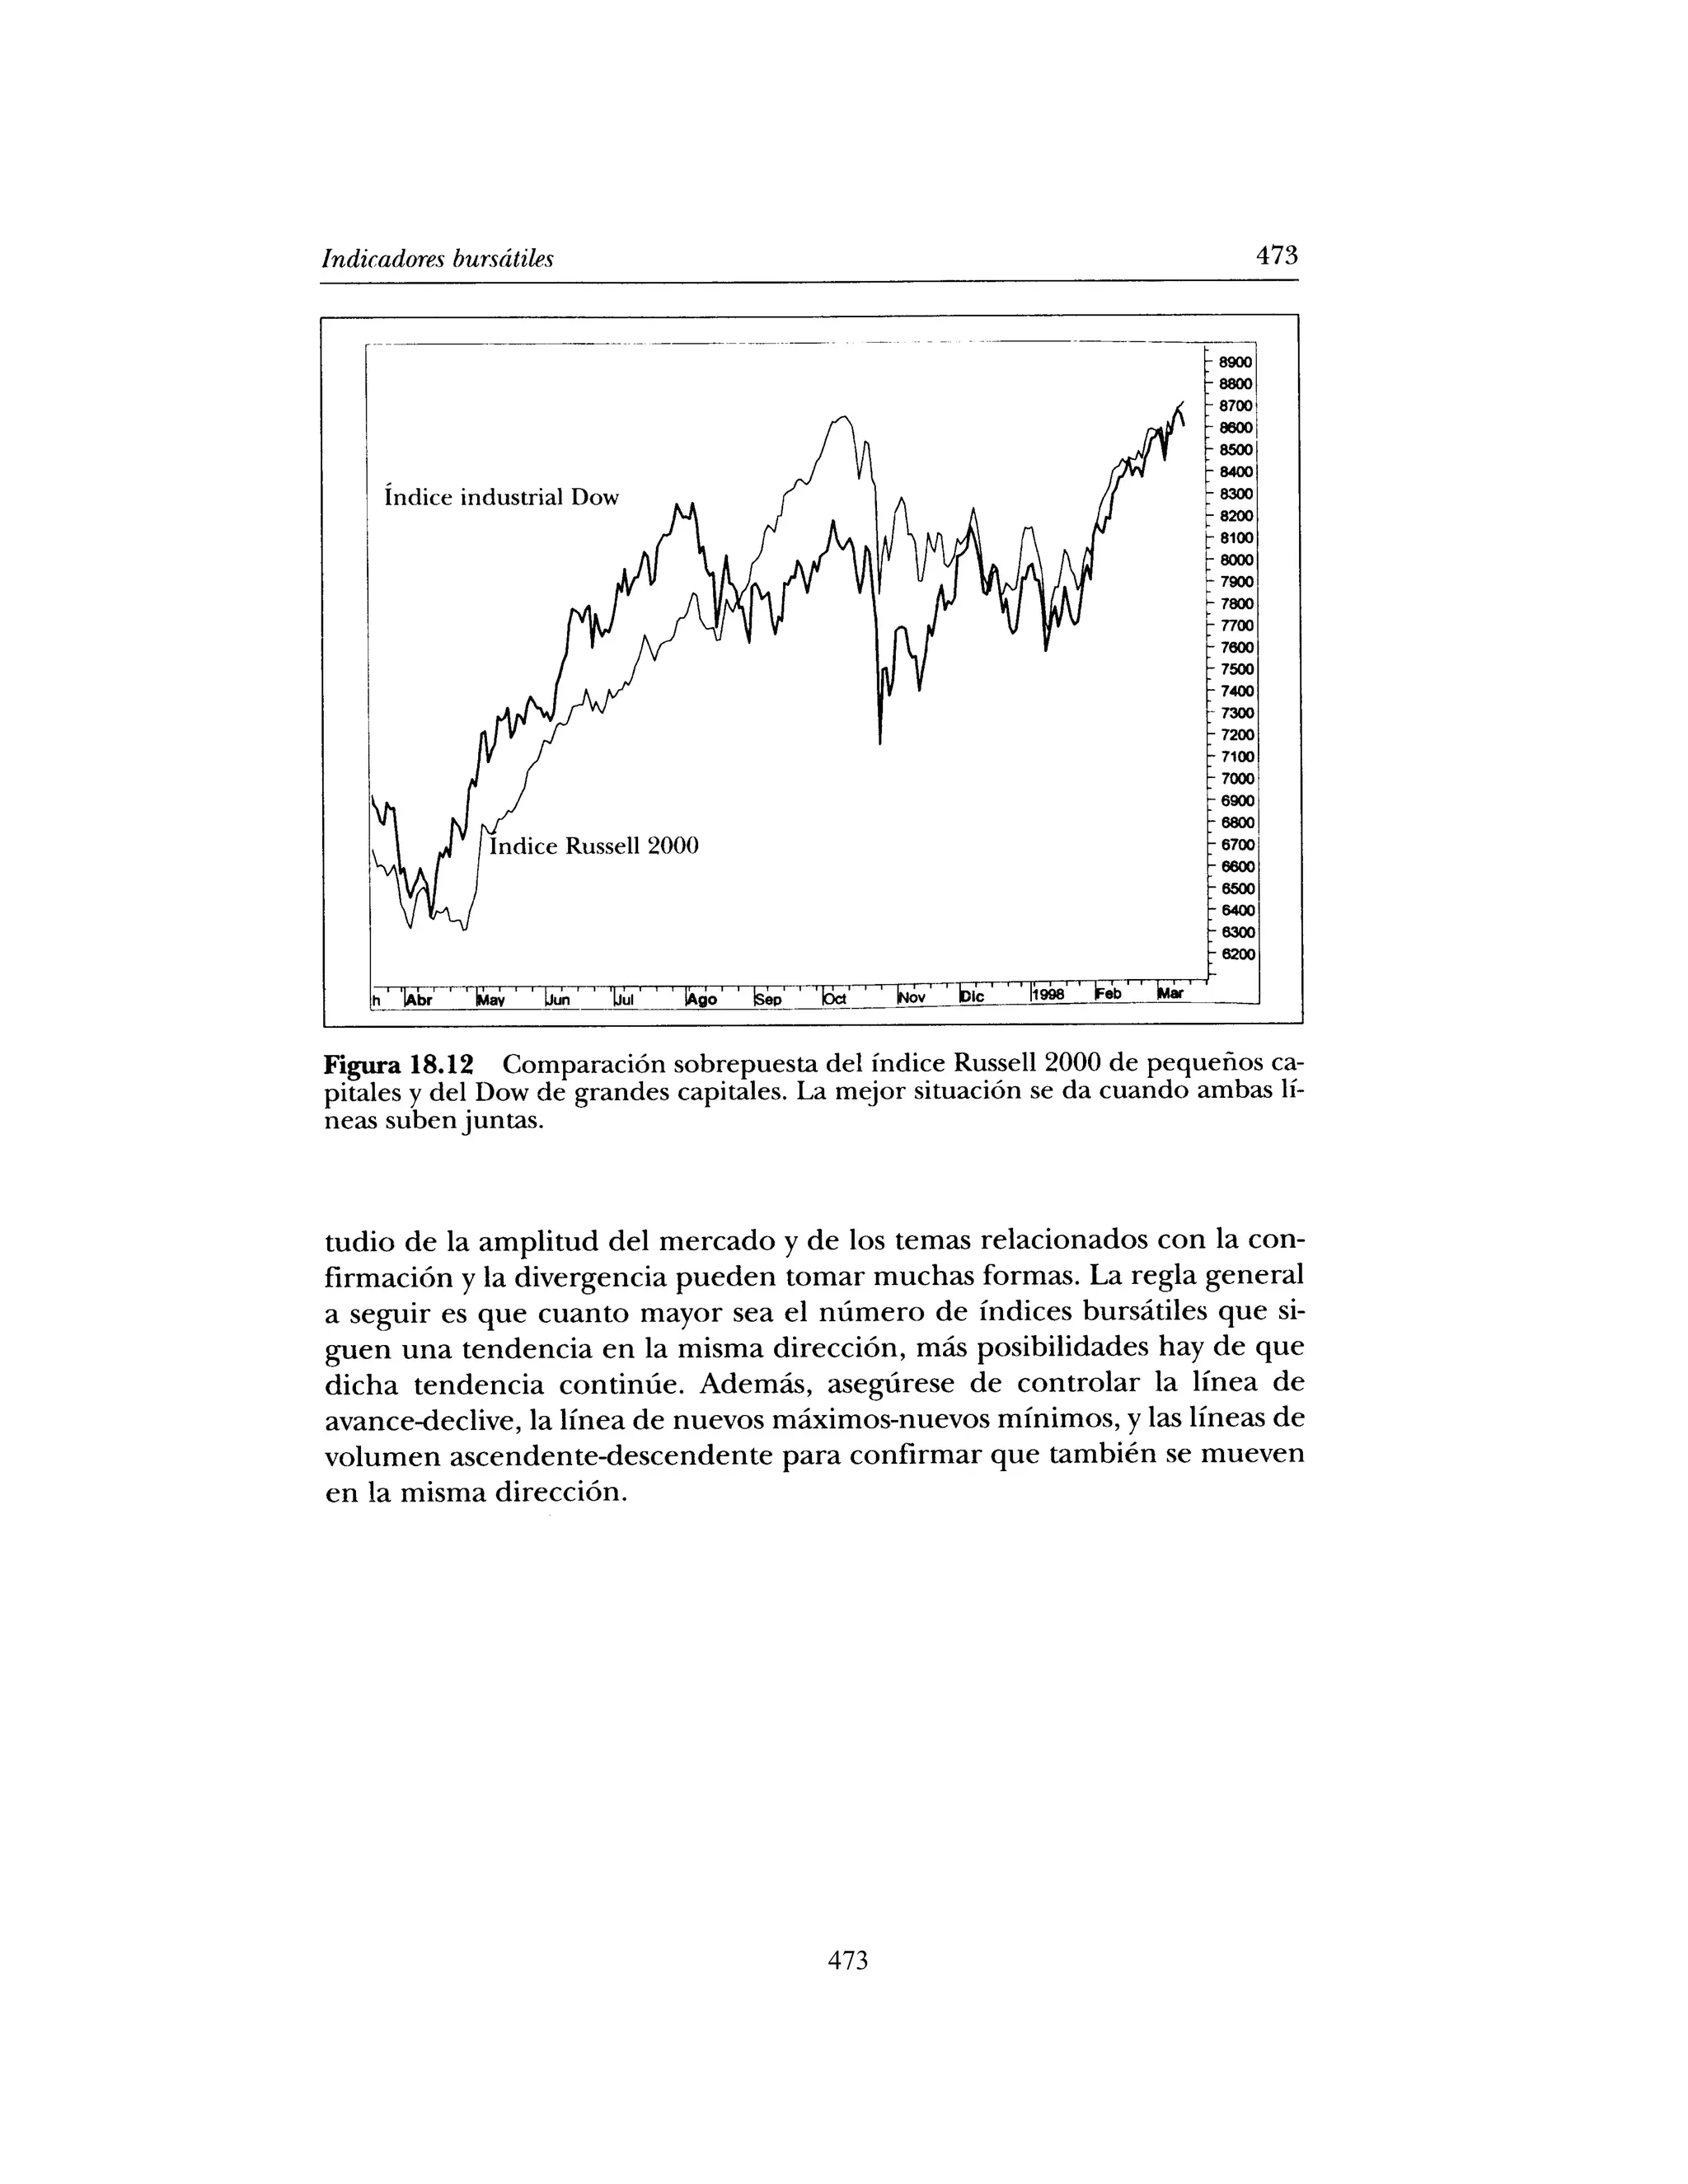 Indicadores bursátiles 473
8900
8800
8700
8600
8500
Índice industrial Dow
8400
8300
8200
8100
8000
7900
7800
7700
7600
7500
7400
7300
7200
7100
7000
6900
6800
Índice Russell 2000
6700
6600
6500
6400
6300
6200
h Abr May Jun Jul Ago Sep Oct Nov Dic 1998 Feb Mar
Figura 18.12 Comparación sobrepuesta del índice Russell 2000 de pequeños ca-
pitales y del Dow de grandes capitales. La mejor situación se da cuando ambas lí-
neas suben juntas.
tudio de la amplitud del mercado y de los temas relacionados con la con-
firmación y la divergencia pueden tomar muchas formas. La regla general
a seguir es que cuanto mayor sea el número de índices bursátiles que si-
guen una tendencia en la misma dirección, más posibilidades hay de que
dicha tendencia continúe. Además, asegúrese de controlar la línea de
avance-declive, la línea de nuevos máximos-nuevos mínimos, y las líneas de
volumen ascendente-descendente para confirmar que también se mueven
en la misma dirección.
473